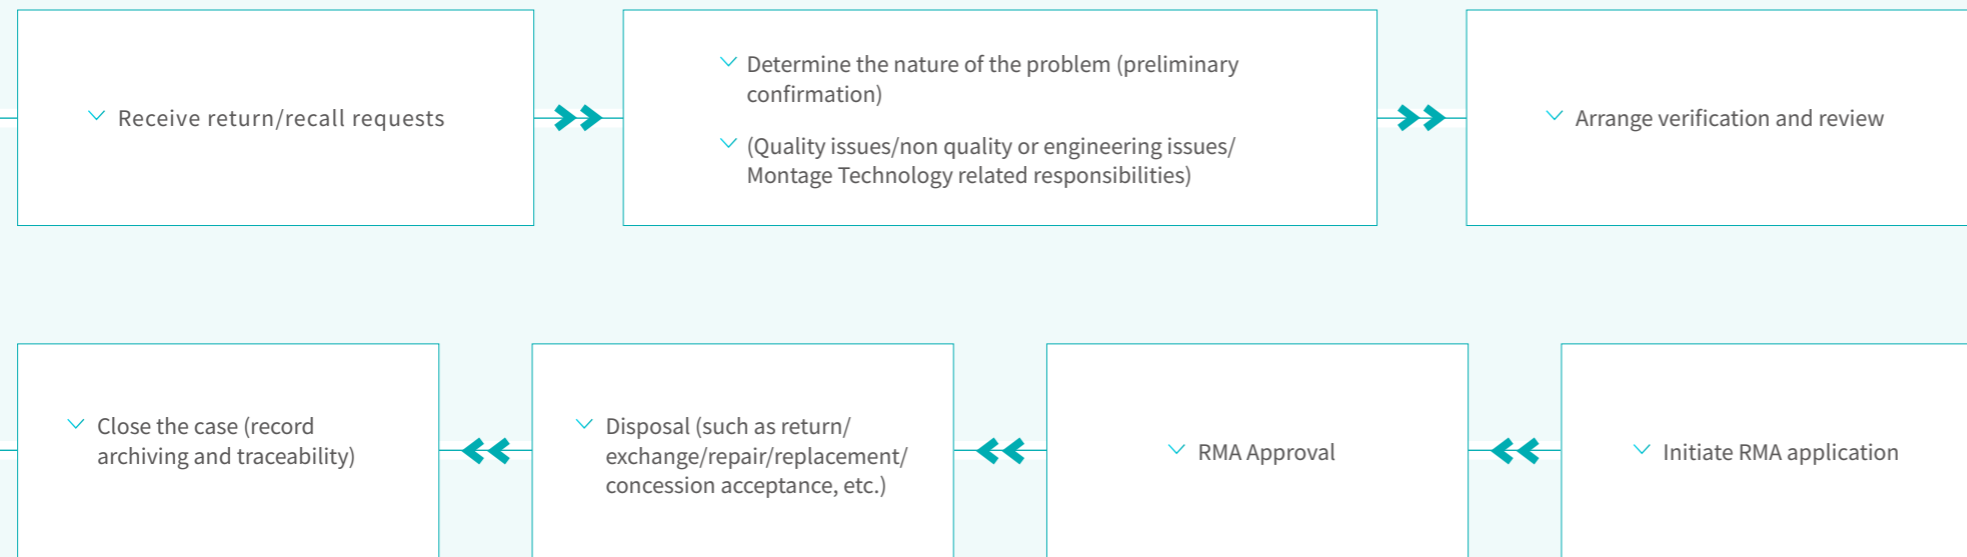 Receive return/recall requests
Determine the nature of the problem (preliminary
confirmation)
(Quality issues/non quality or engineering issues/
Montage Technology related responsibilities)
Arrange verification and review
Close the case (record
archiving and traceability)
Disposal (such as return/
exchange/repair/replacement/
concession acceptance, etc.)
RMA Approval
Initiate RMA application